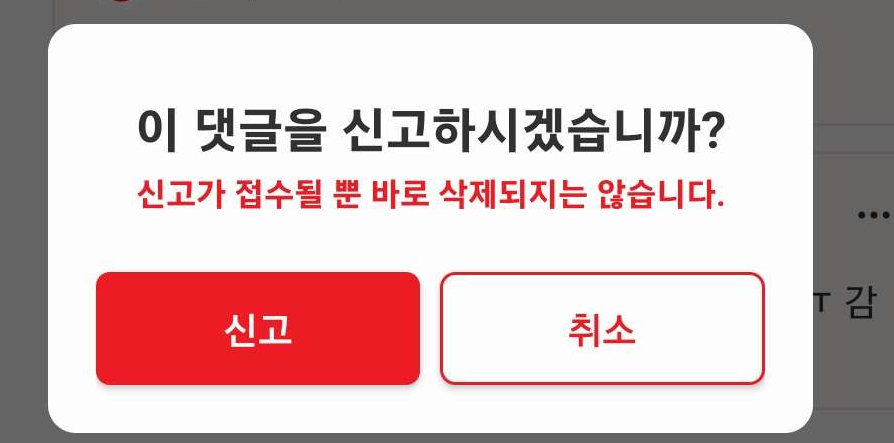 이 댓글을 신고하시겠습니까?
신고가 접수될 뿐 바로 삭제되지는 않습니다.
신고
취소
ㅜ 감